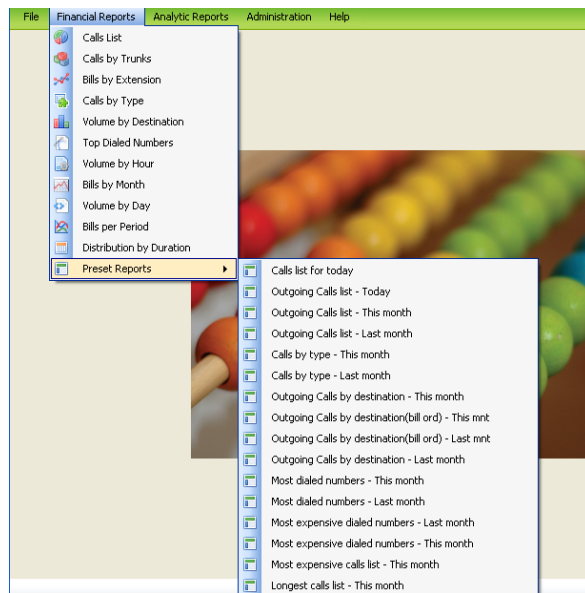 File Financial Reports Analytic Reports Administration Help
Calls List
Calls by Trunks
Bills by Extension
Calls by Type
Volume by Destination
Top Dialed Numbers
Volume by Hour
Bills by Month
Volume by Day
Bills per Period
Distribution by Duration
Preset Reports
Calls list for today
Outgoing Calls list - Today
Outgoing Calls list - This month
Outgoing Calls list - Last month
Calls by type - This month
Calls by type - Last month
Outgoing Calls by destination - This month
Outgoing Calls by destination(bill ord) - This mnt
Outgoing Calls by destination(bill ord) - Last mnt
Outgoing Calls by destination - Last month
Most dialed numbers - This month
Most dialed numbers - Last month
Most expensive dialed numbers - Last month
Most expensive dialed numbers - This month
Most expensive calls list - This month
Longest calls list - This month